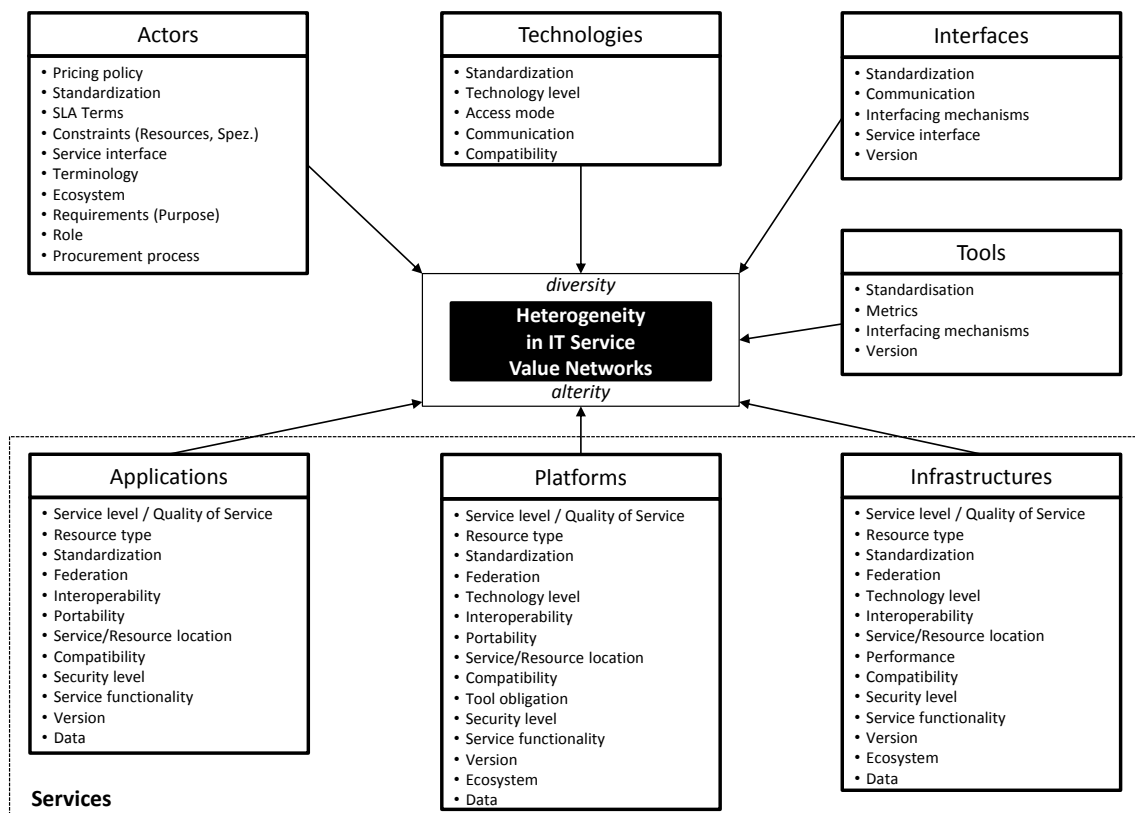 Actors
• Pricing policy
• Standardization
• SLA Terms
• Constraints (Resources, Spez.)
• Service interface
• Terminology
• Ecosystem
• Requirements (Purpose)
• Role
• Procurement process
Technologies
• Standardization
• Technology level
• Access mode
• Communication
• Compatibility
Interfaces
• Standardization
• Communication
• Interfacing mechanisms
• Service interface
• Version
Tools
• Standardisation
• Metrics
• Interfacing mechanisms
• Version
diversity
Heterogeneity
in IT Service
Value Networks
alterity
Applications
• Service level / Quality of Service
• Resource type
• Standardization
• Federation
• Interoperability
• Portability
• Service/Resource location
• Compatibility
• Security level
• Service functionality
• Version
• Data
Platforms
• Service level / Quality of Service
• Resource type
• Standardization
• Federation
• Technology level
• Interoperability
• Portability
• Service/Resource location
• Compatibility
• Tool obligation
• Security level
• Service functionality
• Version
• Ecosystem
• Data
Infrastructures
• Service level / Quality of Service
• Resource type
• Standardization
• Federation
• Technology level
• Interoperability
• Service/Resource location
• Performance
• Compatibility
• Security level
• Service functionality
• Version
• Ecosystem
• Data
Services